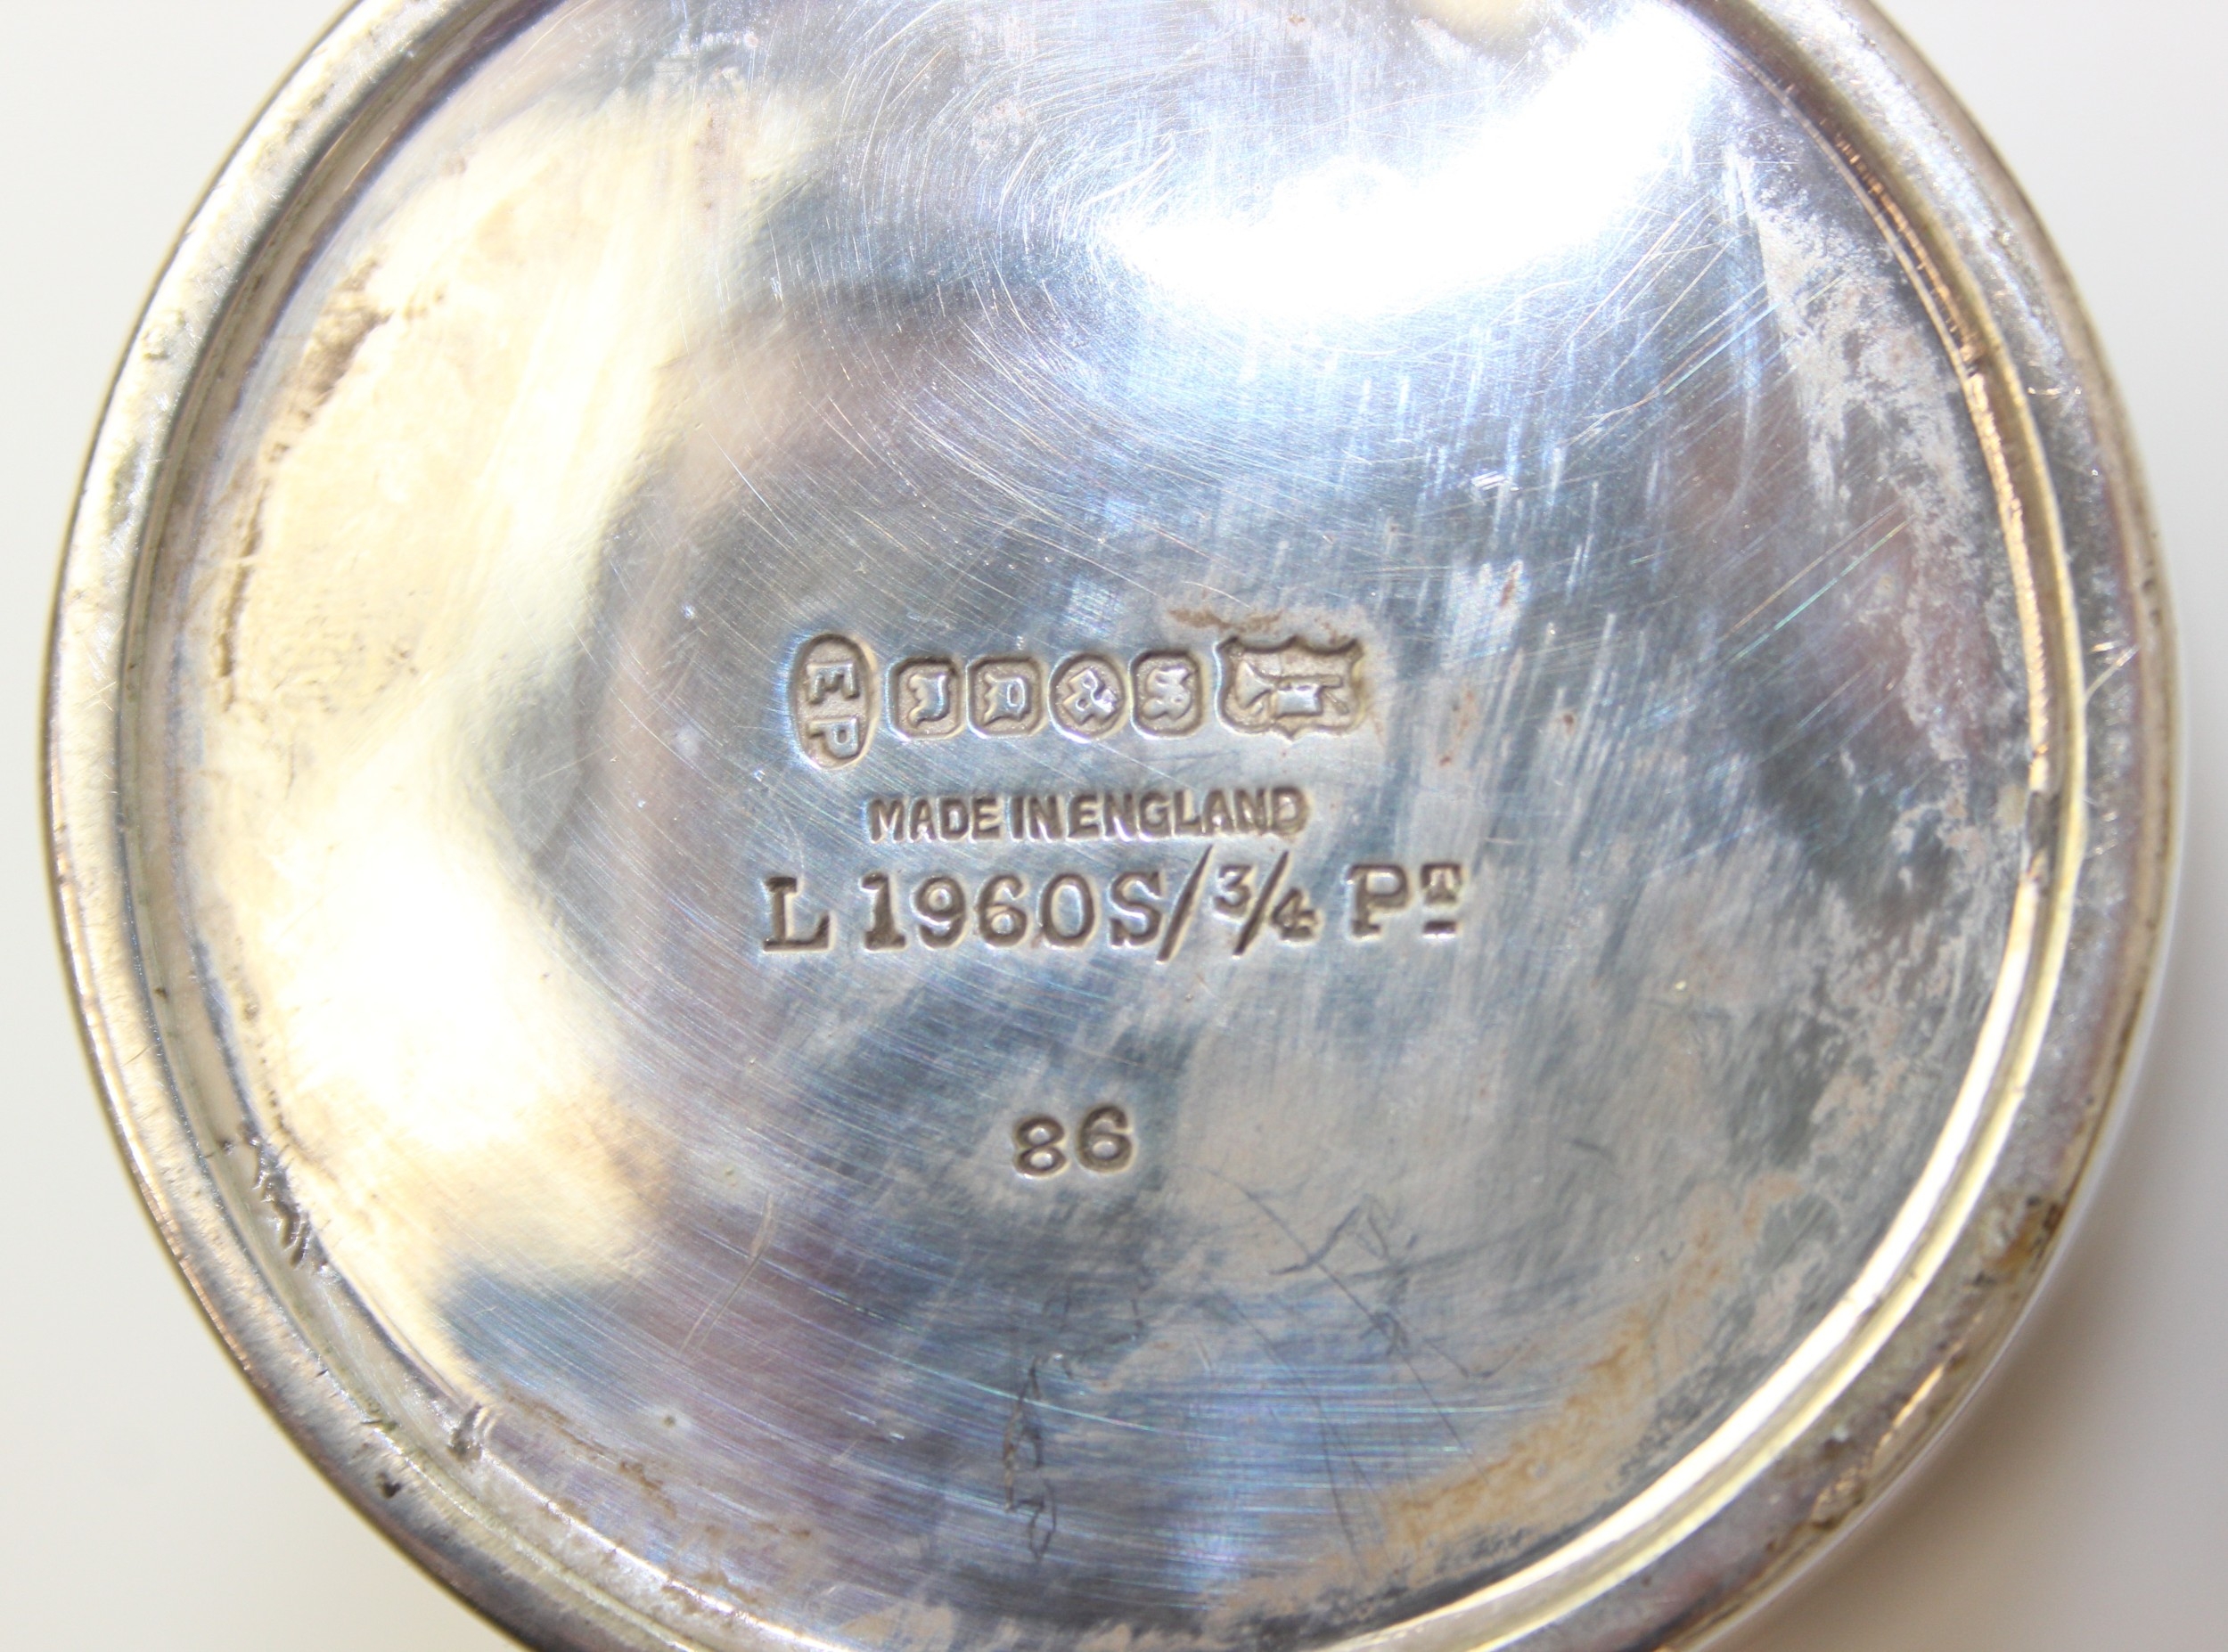 EP J D & S
MADE IN ENGLAND
L 1960S/¾ Pᵀ
86